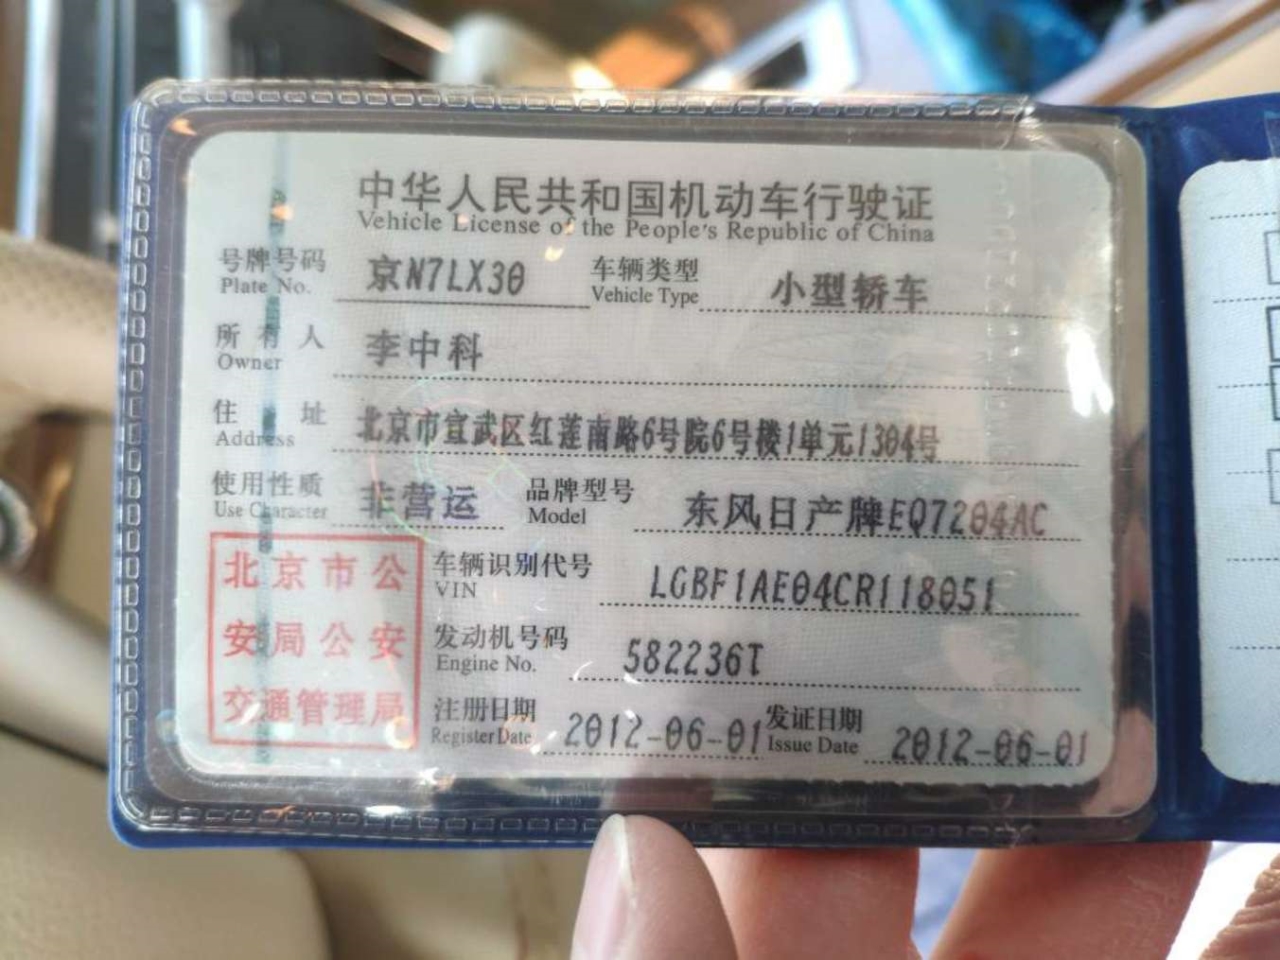 中华人民共和国机动车行驶证
Vehicle License of the People's Republic of China
号牌号码 京N7LX30 车辆类型 小型轿车
Plate No. Vehicle Type
所有人 李中科
Owner
住址 北京市宣武区红莲南路6号院6号楼1单元1304号
Address
使用性质 非营运 品牌型号 东风日产牌EQ7204AC
Use Character Model
北京市公
安局公安
交通管理局
车辆识别代号 LGBF1AE04CR118051
VIN
发动机号码 582236T
Engine No.
注册日期 2012-06-01 发证日期 2012-06-01
Register Date Issue Date